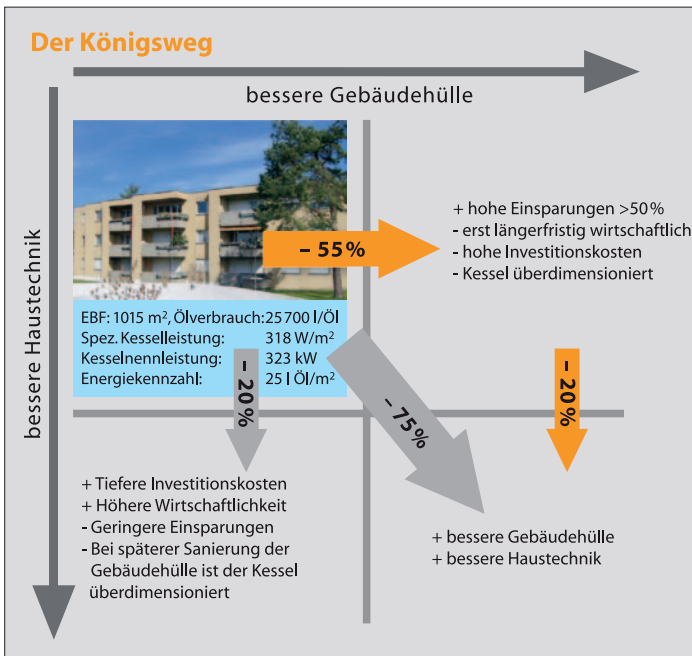 Der Königsweg
bessere Gebäudehülle
bessere Haustechnik
EBF: 1015 m², Ölverbrauch: 25 700 l/Öl
Spez. Kesselleistung: 318 W/m²
Kesselnennleistung: 323 kW
Energiekennzahl: 25 l Öl/m²
– 55%
+ hohe Einsparungen >50%
- erst längerfristig wirtschaftlich
- hohe Investitionskosten
- Kessel überdimensioniert
– 20%
– 75%
– 20%
+ Tiefere Investitionskosten
+ Höhere Wirtschaftlichkeit
- Geringere Einsparungen
- Bei späterer Sanierung der
Gebäudehülle ist der Kessel
überdimensioniert
+ bessere Gebäudehülle
+ bessere Haustechnik